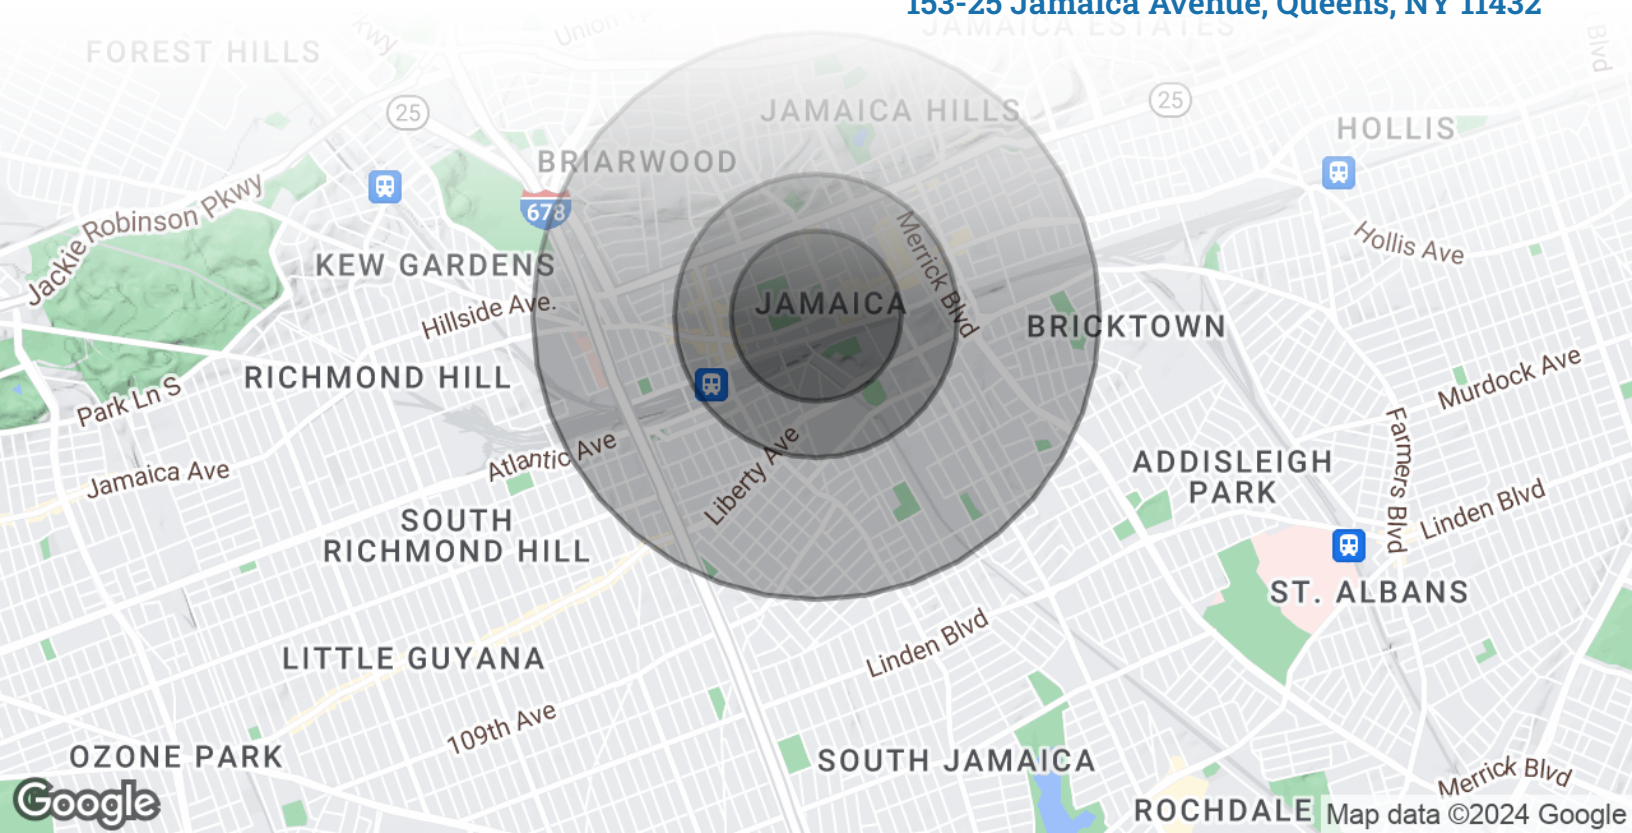 153-25 Jamaica Avenue, Queens, NY 11432
JAMAICA ESTATES
Union
FOREST HILLS
Kwy
Blvd
25
25
JAMAICA HILLS
HOLLIS
BRIARWOOD
Jackie Robinson Pkwy
678
Merrick Blvd
Hollis Ave
KEW GARDENS
Hillside Ave.
JAMAICA
BRICKTOWN
RICHMOND HILL
Park Ln S
Murdock Ave
Farmers Blvd
Atlantic Ave
Liberty Ave
Jamaica Ave
ADDISLEIGH
PARK
Linden Blvd
SOUTH
RICHMOND HILL
ST. ALBANS
Linden Blvd
LITTLE GUYANA
109th Ave
OZONE PARK
SOUTH JAMAICA
Merrick Blvd
Google
ROCHDALE
Map data ©2024 Google